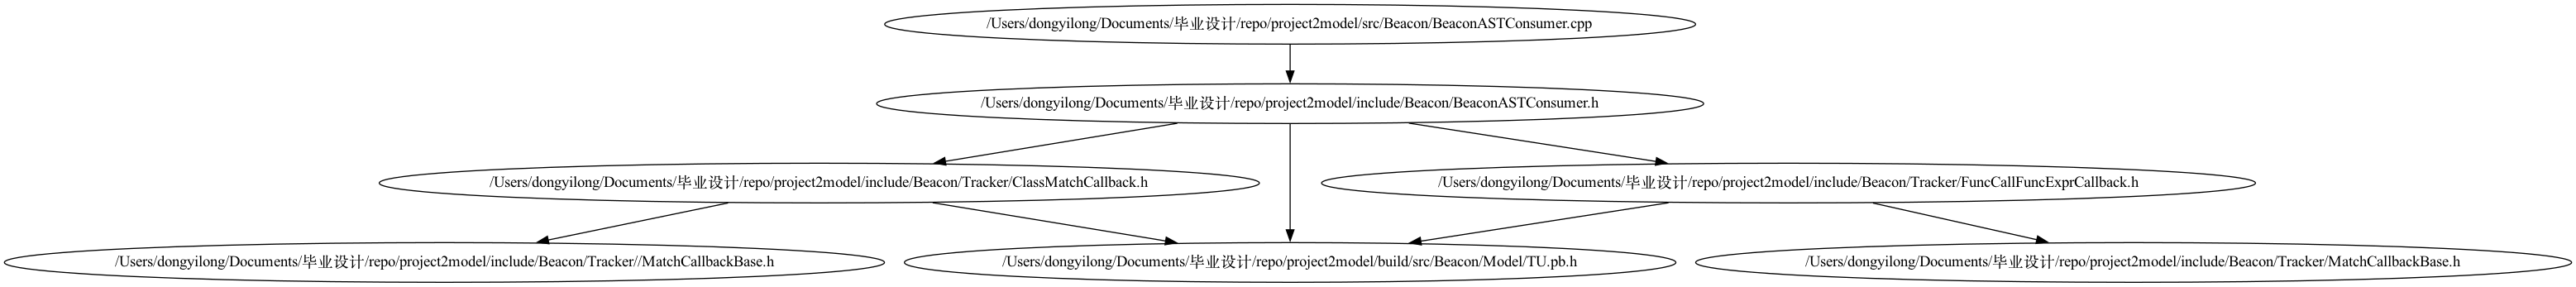 /Users/dongyilong/Documents/毕业设计/repo/project2model/src/Beacon/BeaconASTConsumer.cpp
/Users/dongyilong/Documents/毕业设计/repo/project2model/include/Beacon/BeaconASTConsumer.h
/Users/dongyilong/Documents/毕业设计/repo/project2model/include/Beacon/Tracker/ClassMatchCallback.h
/Users/dongyilong/Documents/毕业设计/repo/project2model/include/Beacon/Tracker/FuncCallFuncExprCallback.h
/Users/dongyilong/Documents/毕业设计/repo/project2model/include/Beacon/Tracker//MatchCallbackBase.h
/Users/dongyilong/Documents/毕业设计/repo/project2model/build/src/Beacon/Model/TU.pb.h
/Users/dongyilong/Documents/毕业设计/repo/project2model/include/Beacon/Tracker/MatchCallbackBase.h